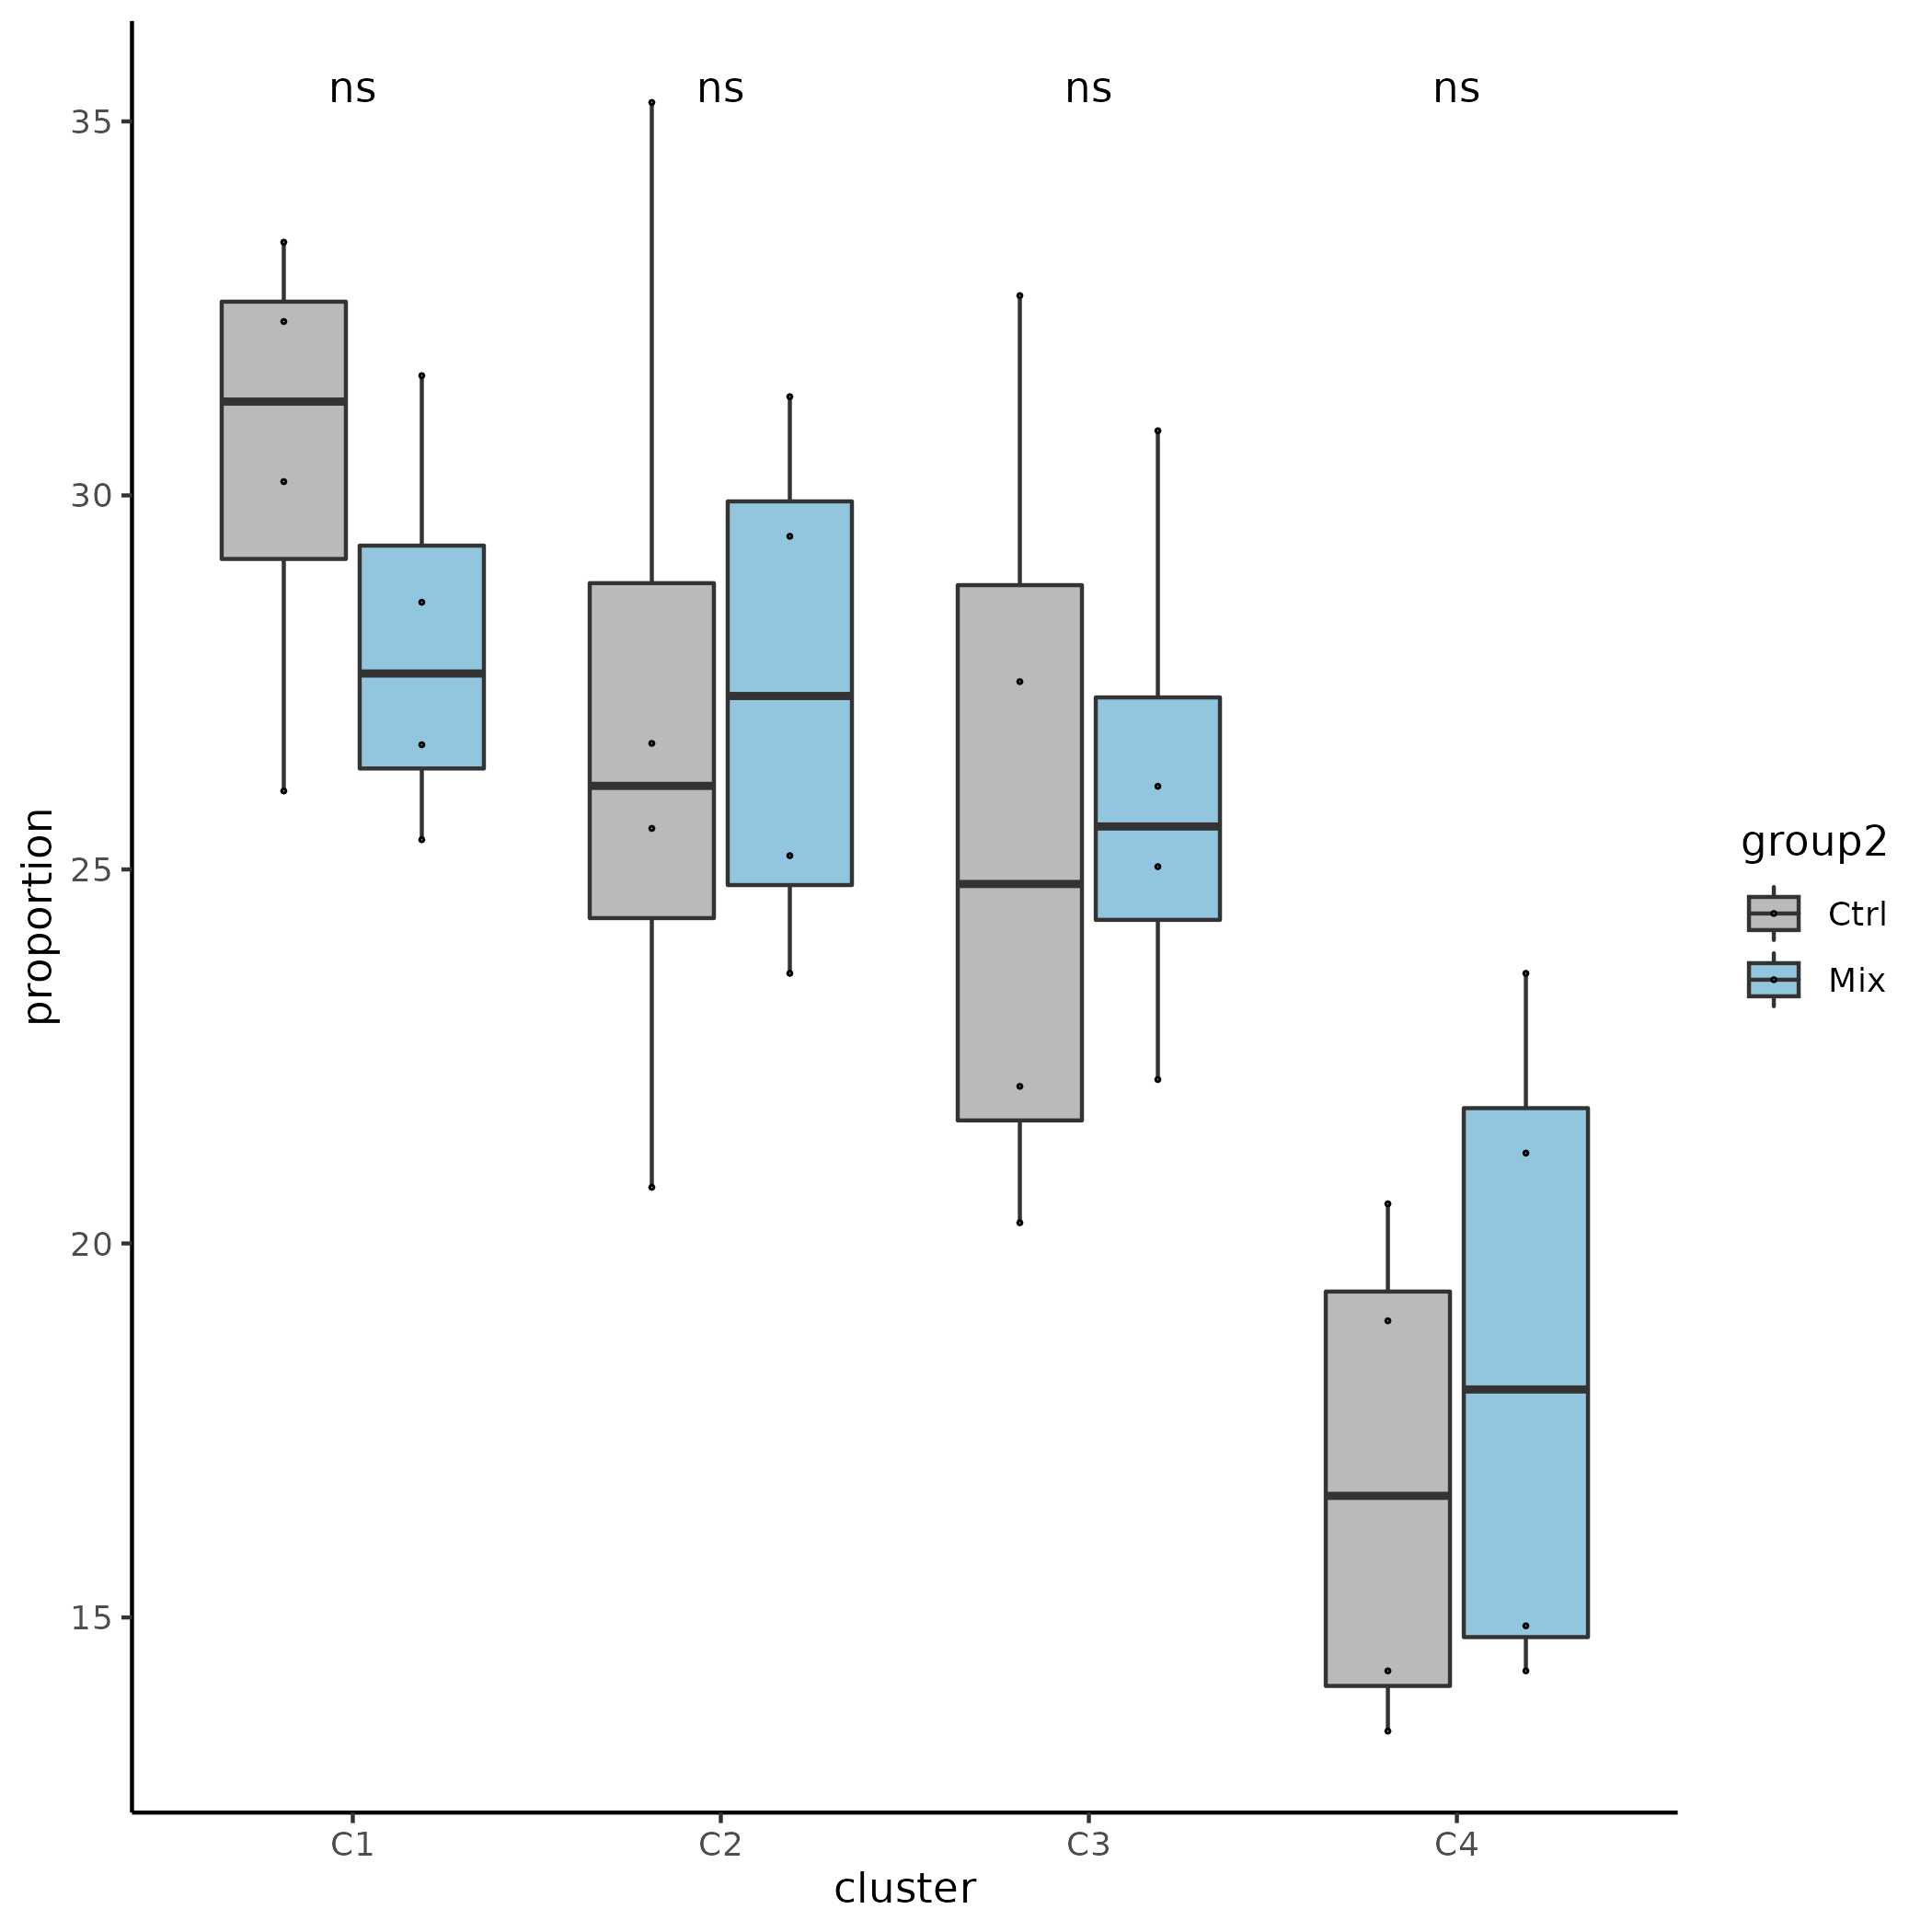 ns ns ns ns
35
30
25
20
15
proportion
C1 C2 C3 C4
cluster
group2
Ctrl
Mix